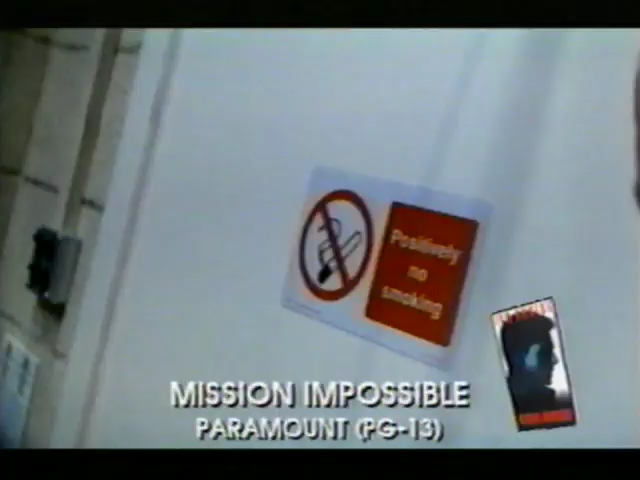 Positively
no
smoking
MISSION IMPOSSIBLE
PARAMOUNT (PG-13)